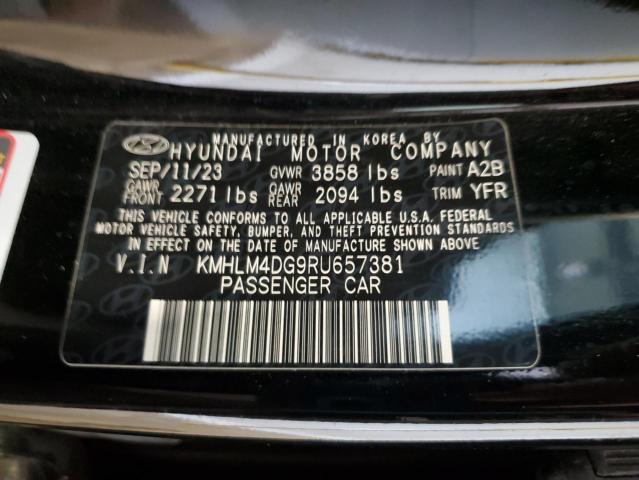 MANUFACTURED IN KOREA BY
HYUNDAI MOTOR COMPANY
SEP/11/23 GVWR 3858 lbs PAINT A2B
GAWR FRONT 2271 lbs GAWR REAR 2094 lbs TRIM YFR
THIS VEHICLE CONFORMS TO ALL APPLICABLE U.S.A. FEDERAL
MOTOR VEHICLE SAFETY, BUMPER, AND THEFT PREVENTION STANDARDS
IN EFFECT ON THE DATE OF MANUFACTURE SHOWN ABOVE.
V.I.N KMHLM4DG9RU657381
PASSENGER CAR